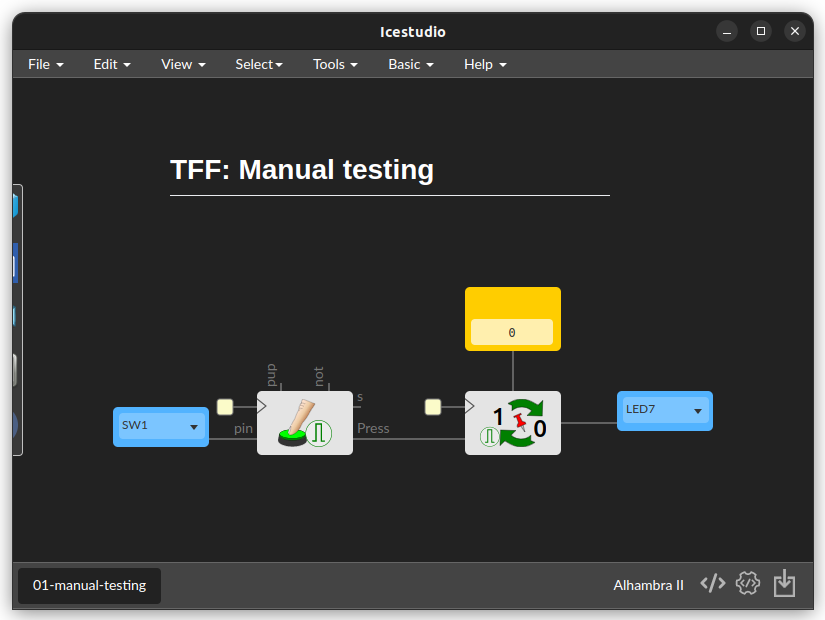 Icestudio
File Edit View Select Tools Basic Help
TFF: Manual testing
0
pup not
s
SW1
pin
Press
1 0
LED7
01-manual-testing
Alhambra II